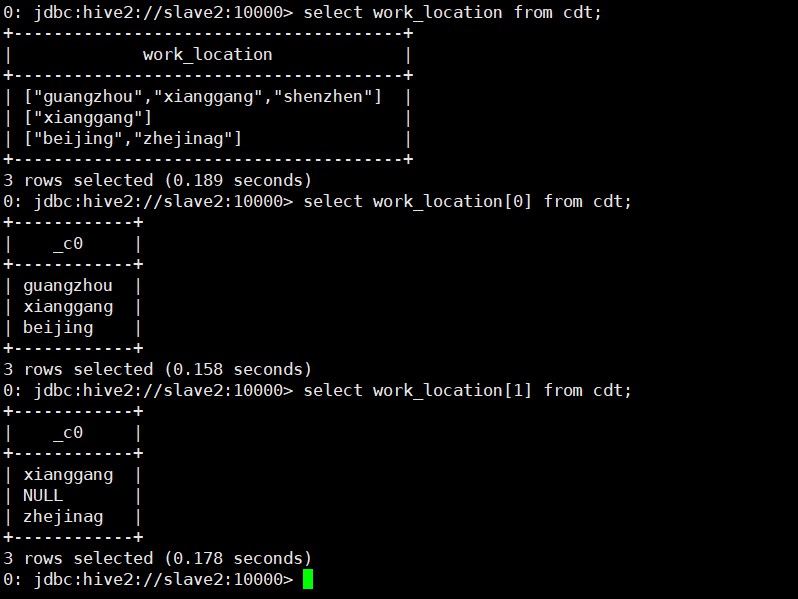 0: jdbc:hive2://slave2:10000> select work_location from cdt;
+---------------------------------------+
|             work_location             |
+---------------------------------------+
| ["guangzhou","xianggang","shenzhen"]  |
| ["xianggang"]                         |
| ["beijing","zhejinag"]                |
+---------------------------------------+
3 rows selected (0.189 seconds)
0: jdbc:hive2://slave2:10000> select work_location[0] from cdt;
+------------+
|    _c0     |
+------------+
| guangzhou  |
| xianggang  |
| beijing    |
+------------+
3 rows selected (0.158 seconds)
0: jdbc:hive2://slave2:10000> select work_location[1] from cdt;
+------------+
|    _c0     |
+------------+
| xianggang  |
| NULL       |
| zhejinag   |
+------------+
3 rows selected (0.178 seconds)
0: jdbc:hive2://slave2:10000>